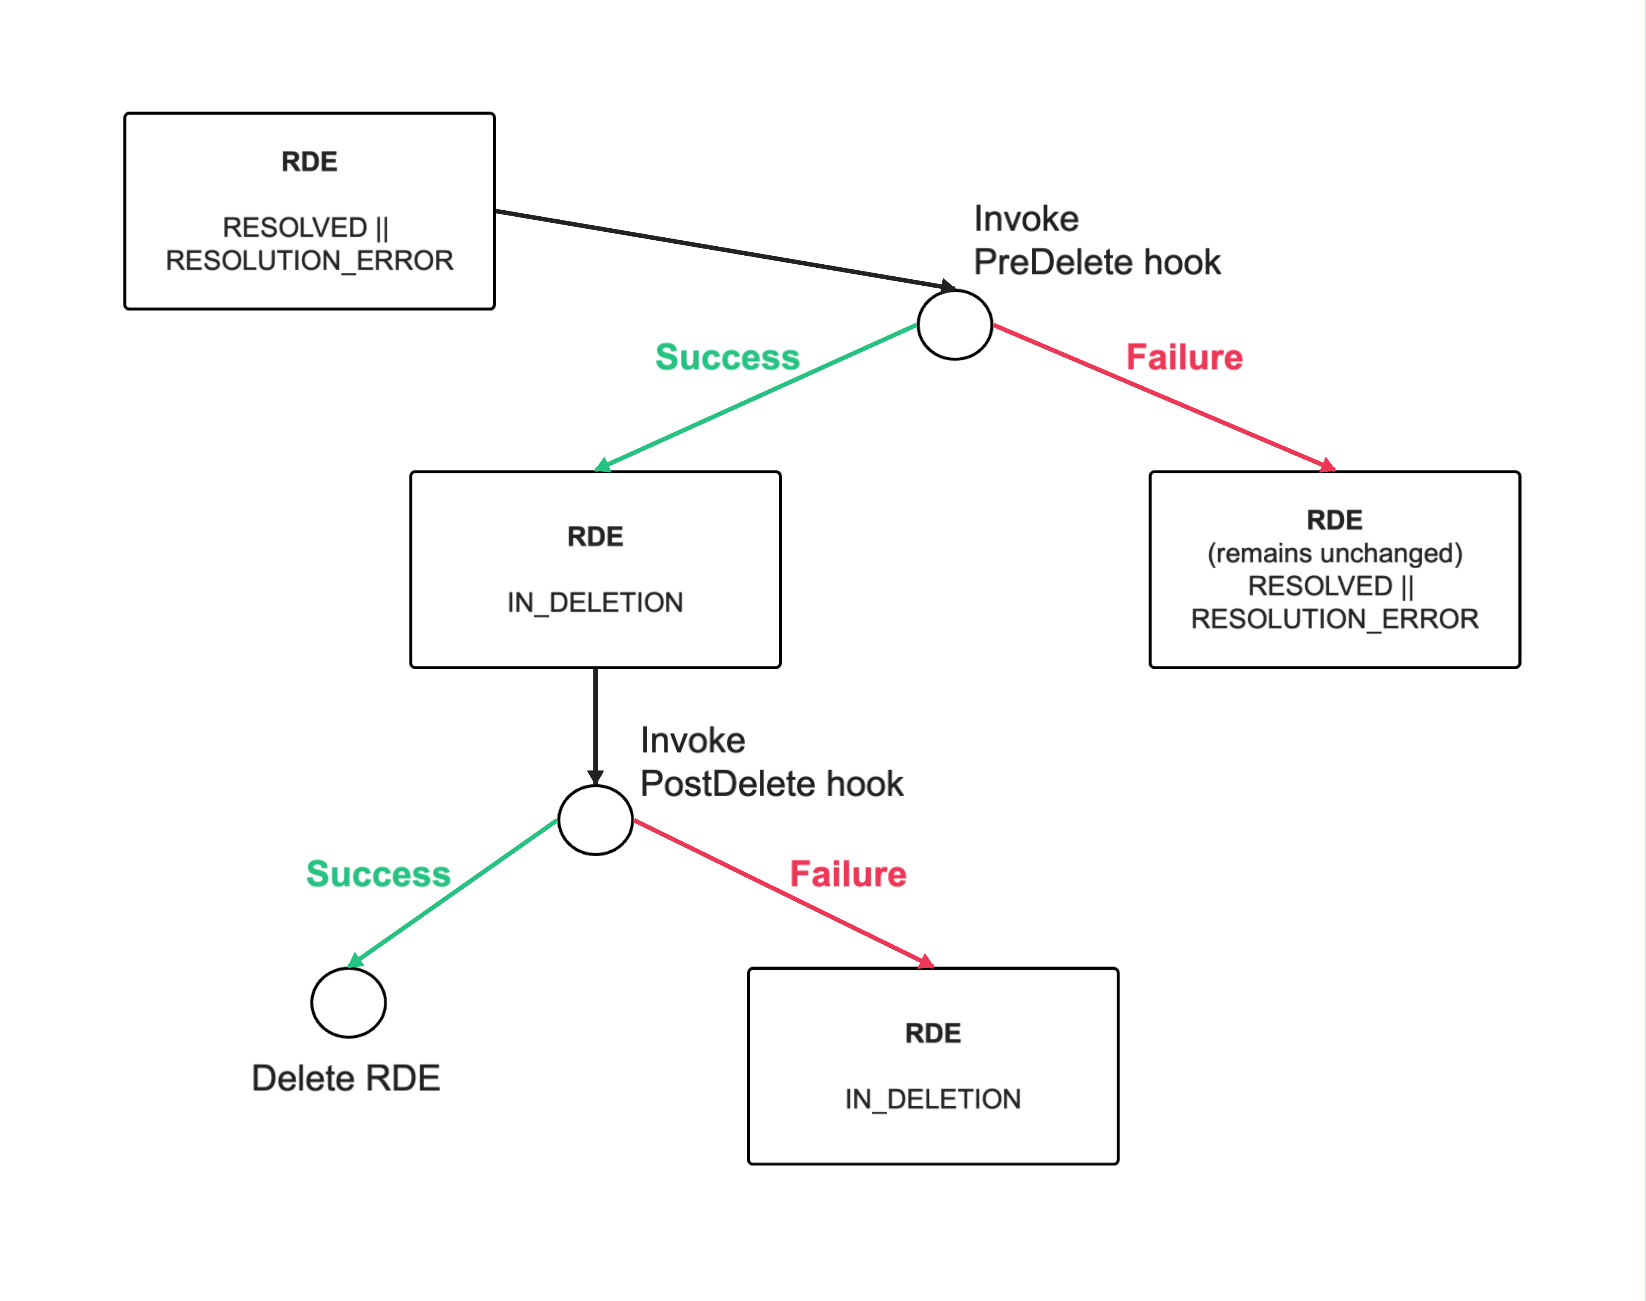 RDE
RESOLVED ||
RESOLUTION_ERROR
Invoke
PreDelete hook
Success
Failure
RDE
IN_DELETION
RDE
(remains unchanged)
RESOLVED ||
RESOLUTION_ERROR
Invoke
PostDelete hook
Success
Failure
Delete RDE
RDE
IN_DELETION